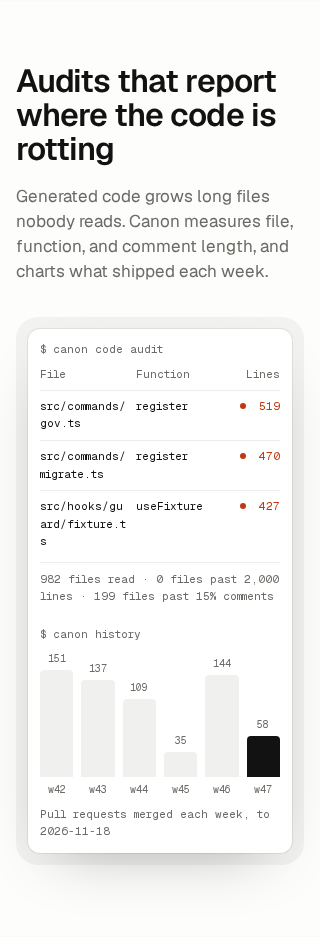 Audits that report
where the code is
rotting
Generated code grows long files
nobody reads. Canon measures file,
function, and comment length, and
charts what shipped each week.
$ canon code audit
File Function Lines
src/commands/ register 519
gov.ts
src/commands/ register 470
migrate.ts
src/hooks/gu useFixture 427
ard/fixture.t
s
982 files read · 0 files past 2,000
lines · 199 files past 15% comments
$ canon history
151 137 109 35 144 58
w42 w43 w44 w45 w46 w47
Pull requests merged each week, to
2026-11-18